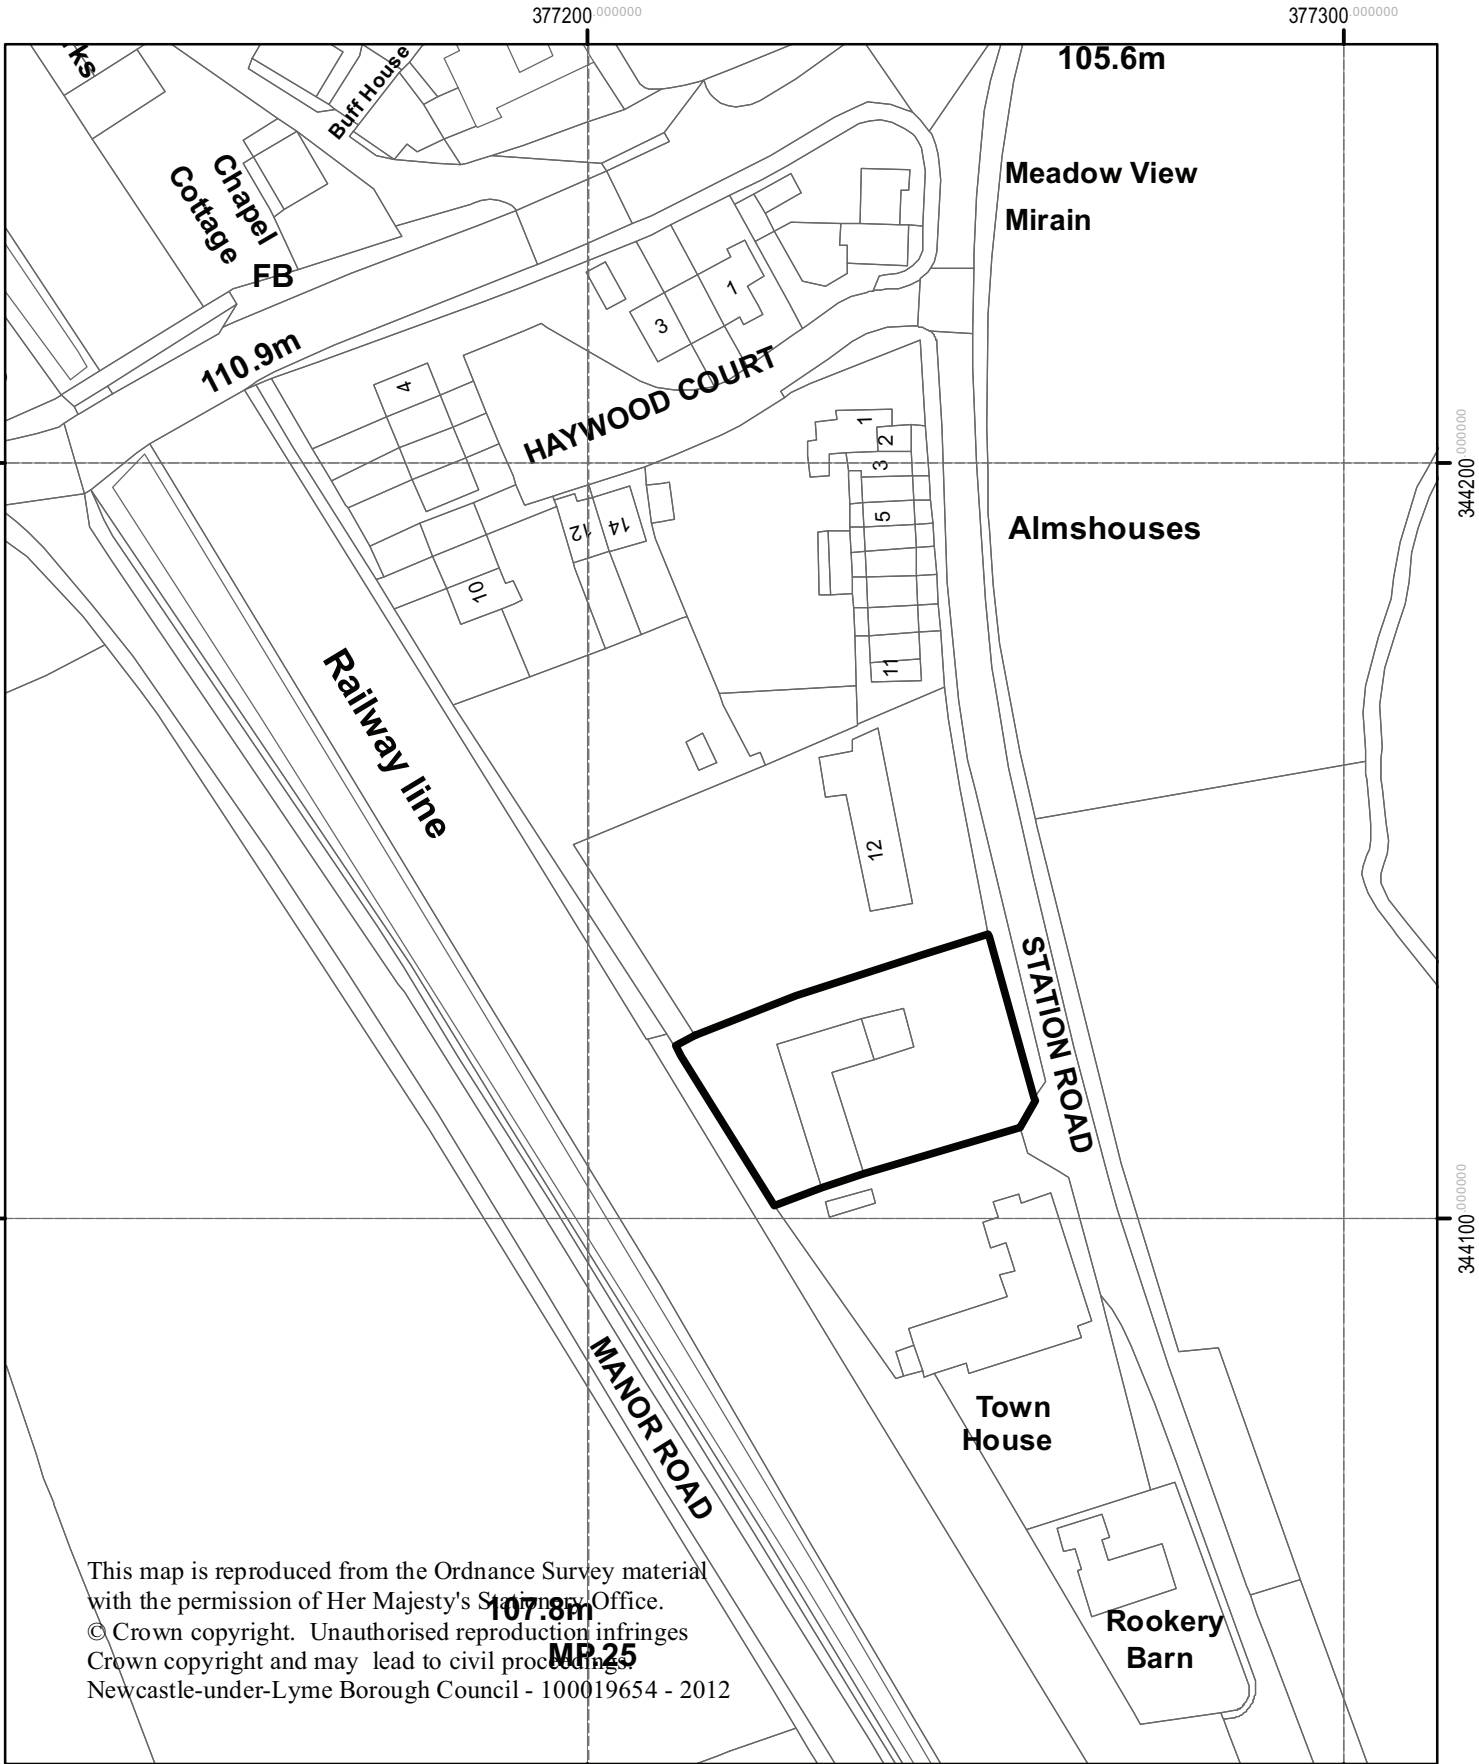 377200.000000
377300.000000
105.6m
rks
Buff House
Chapel
Cottage
FB
Meadow View
Mirain
110.9m
1
3
4
HAYWOOD COURT
1
2
3
5
11
344200.000000
Almshouses
12
14
10
Railway line
12
STATION ROAD
344100.000000
MANOR ROAD
Town
House
Rookery
Barn
107.8m
MP.25
This map is reproduced from the Ordnance Survey material
with the permission of Her Majesty's Stationery Office.
© Crown copyright. Unauthorised reproduction infringes
Crown copyright and may lead to civil proceedings.
Newcastle-under-Lyme Borough Council - 100019654 - 2012